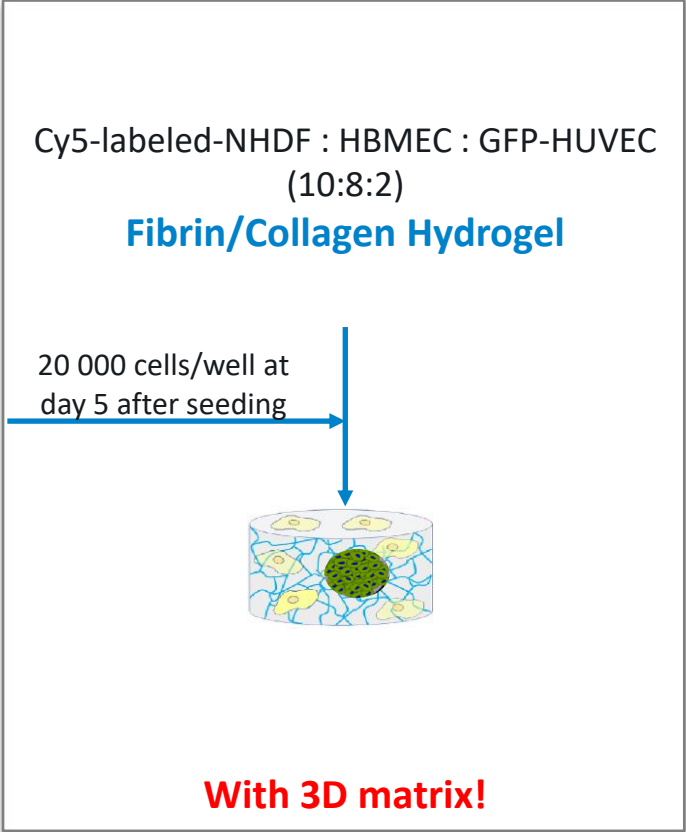 Cy5-labeled-NHDF : HBMEC : GFP-HUVEC
(10:8:2)
Fibrin/Collagen Hydrogel
20 000 cells/well at
day 5 after seeding
With 3D matrix!